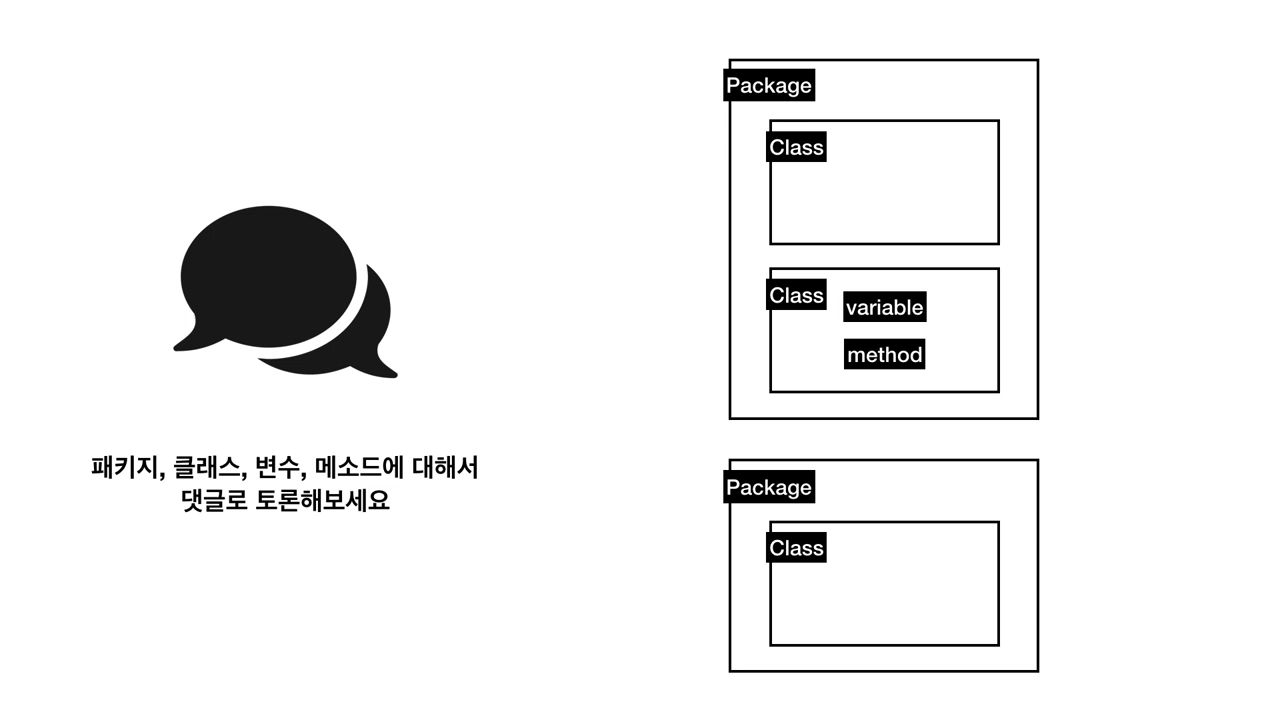 패키지, 클래스, 변수, 메소드에 대해서
댓글로 토론해보세요
Package
Class
Class
variable
method
Package
Class